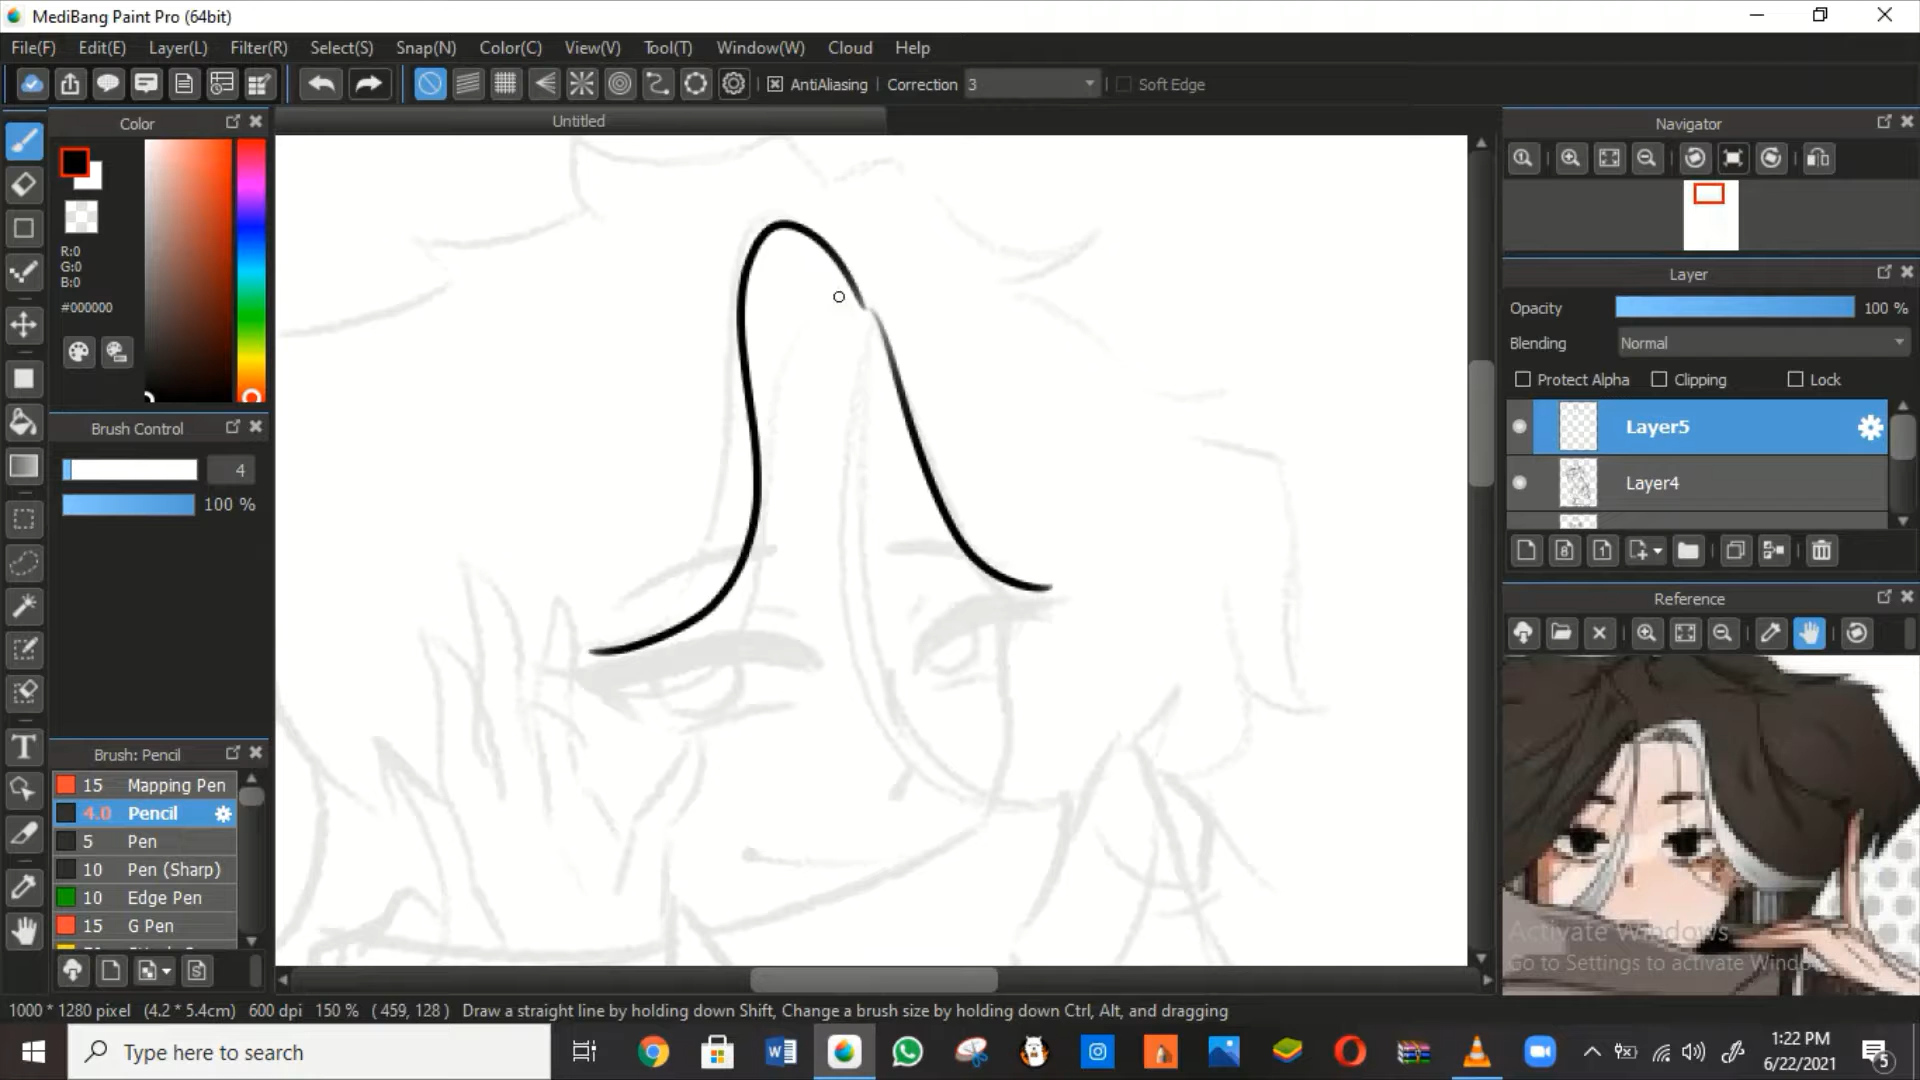 MediBang Paint Pro (64bit)
File(F) Edit(E) Layer(L) Filter(R) Select(S) Snap(N) Color(C) View(V) Tool(T) Window(W) Cloud Help
AntiAliasing Correction 3 Soft Edge
Color
Untitled
Navigator
R:0
G:0
B:0
#000000
Layer
Opacity 100 %
Blending Normal
Protect Alpha Clipping Lock
Brush Control
Layer5
4
Layer4
100 %
Reference
Brush: Pencil
15 Mapping Pen
4.0 Pencil
5 Pen
10 Pen (Sharp)
10 Edge Pen
15 G Pen
Activate Windows
Go to Settings to activate Windows
1000 * 1280 pixel (4.2 * 5.4cm) 600 dpi 150 % ( 459, 128 ) Draw a straight line by holding down Shift, Change a brush size by holding down Ctrl, Alt, and dragging
Type here to search
1:22 PM
6/22/2021
5